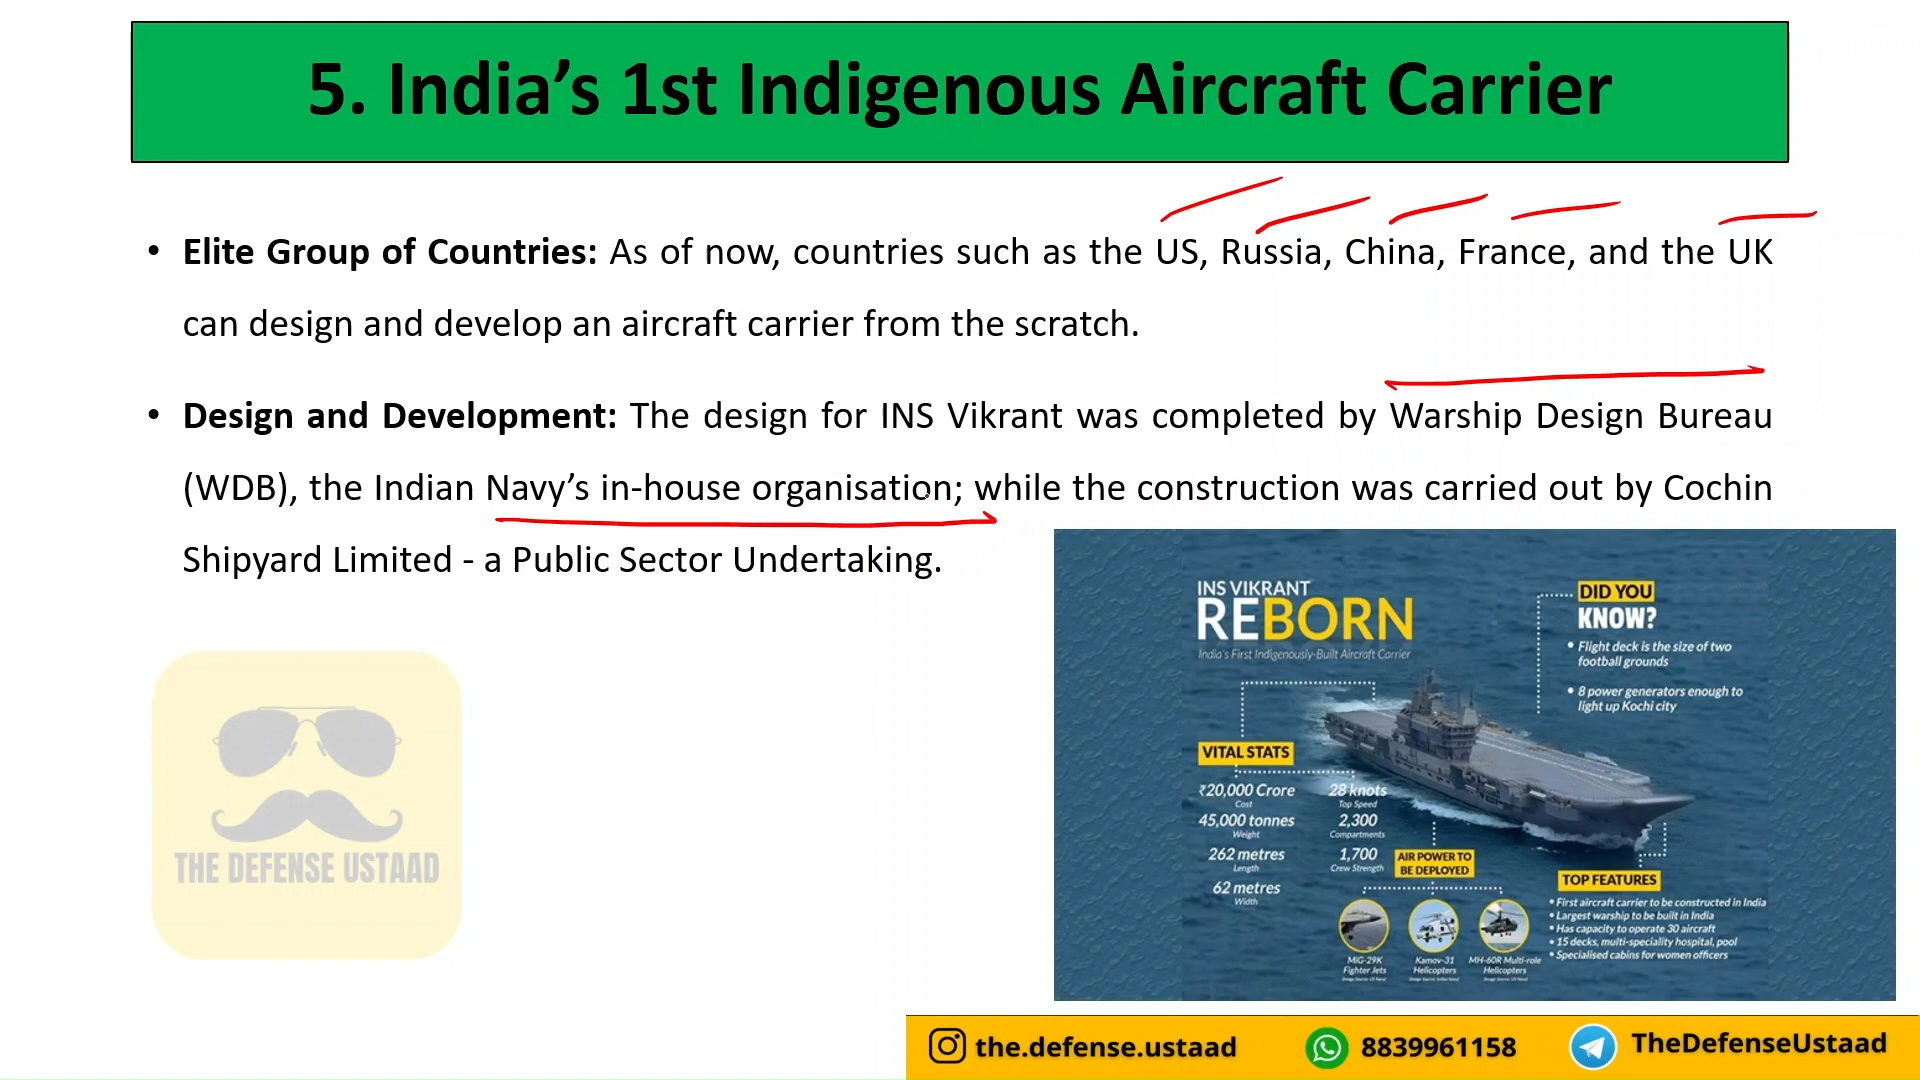 5. India’s 1st Indigenous Aircraft Carrier
• Elite Group of Countries: As of now, countries such as the US, Russia, China, France, and the UK
can design and develop an aircraft carrier from the scratch.
• Design and Development: The design for INS Vikrant was completed by Warship Design Bureau
(WDB), the Indian Navy’s in-house organisation; while the construction was carried out by Cochin
Shipyard Limited - a Public Sector Undertaking.
THE DEFENSE USTAAD
INS VIKRANT
REBORN
India's First Indigenously-Built Aircraft Carrier
DID YOU
KNOW?
• Flight deck is the size of two
football grounds
• 8 power generators enough to
light up Kochi city
VITAL STATS
₹20,000 Crore
Cost
45,000 tonnes
Weight
262 metres
Length
62 metres
Width
28 knots
Top Speed
2,300
Compartments
1,700
Crew Strength
AIR POWER TO
BE DEPLOYED
MiG-29K
Fighter Jets
Kamov-31
Helicopters
MH-60R Multi-role
Helicopters
TOP FEATURES
• First aircraft carrier to be constructed in India
• Largest warship to be built in India
• Has capacity to operate 30 aircraft
• 15 decks, multi-speciality hospital, pool
• Specialised cabins for women officers
the.defense.ustaad
8839961158
TheDefenseUstaad